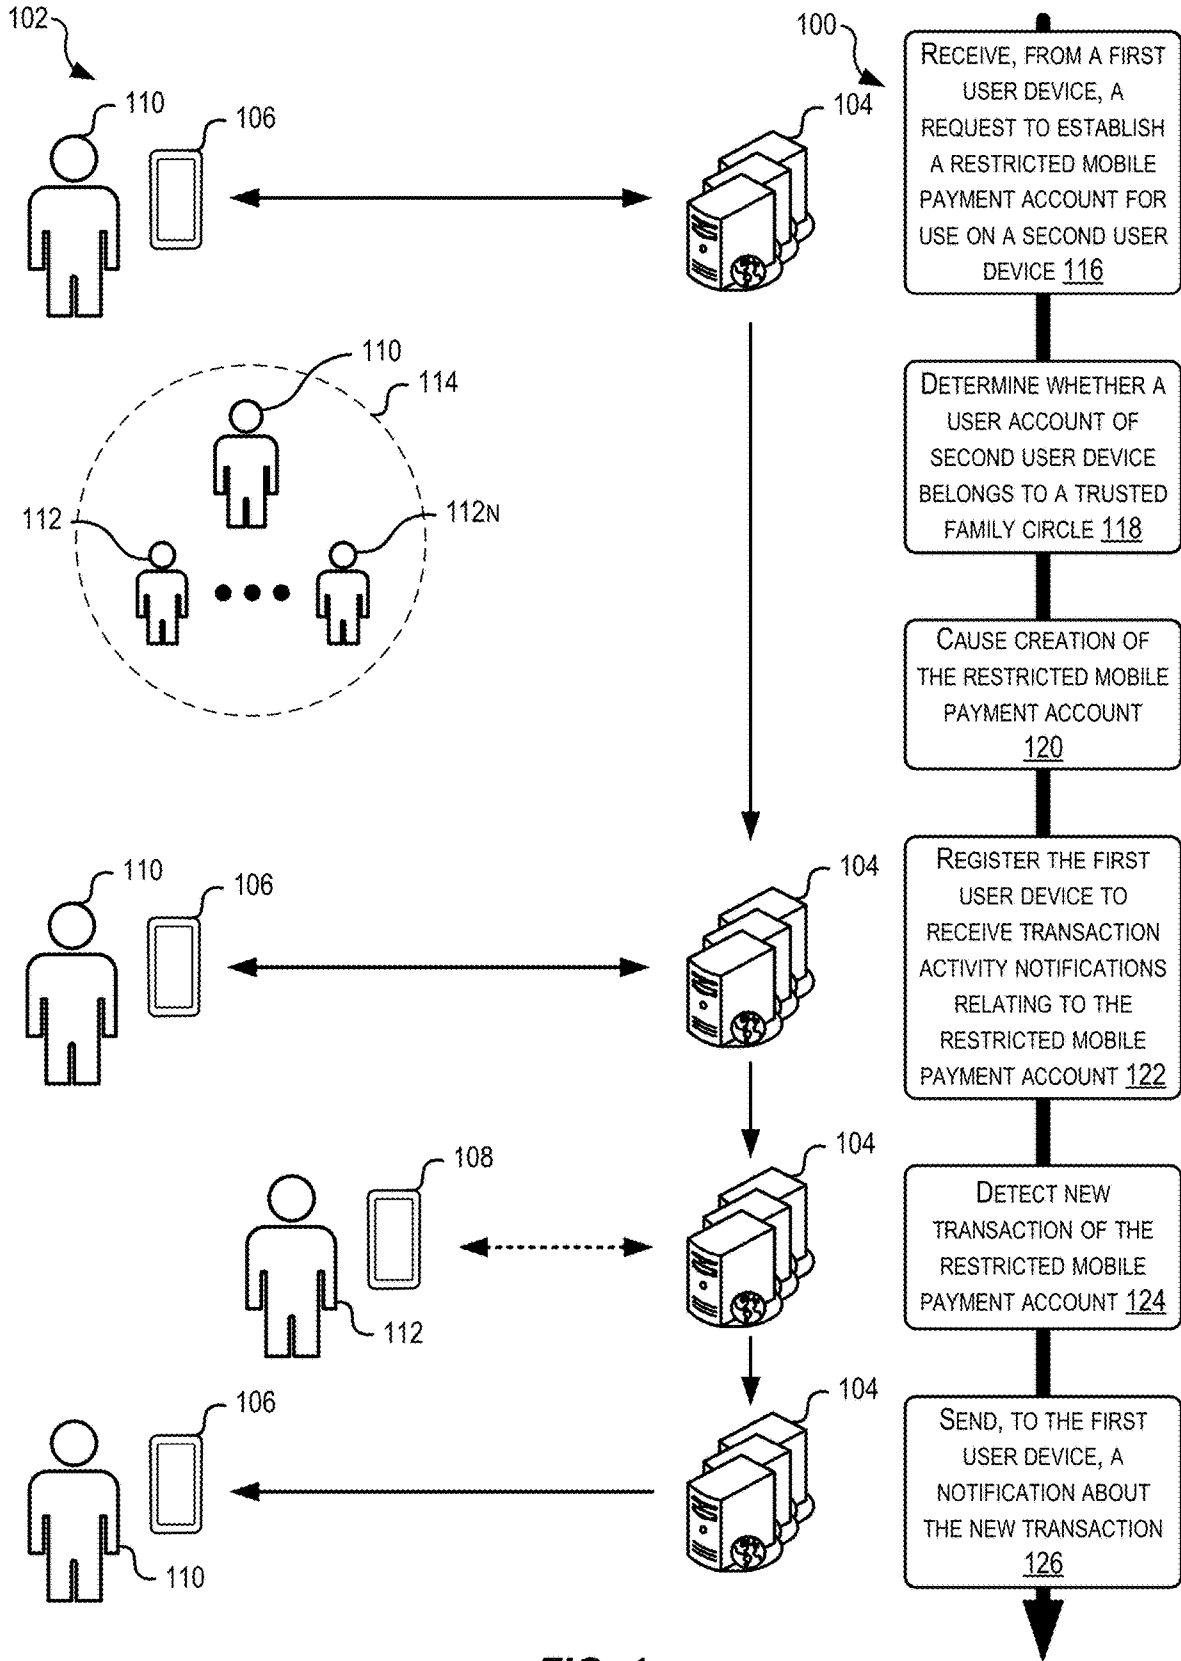 102
100
110
106
104
RECEIVE, FROM A FIRST
USER DEVICE, A
REQUEST TO ESTABLISH
A RESTRICTED MOBILE
PAYMENT ACCOUNT FOR
USE ON A SECOND USER
DEVICE 116
110
114
112
112N
DETERMINE WHETHER A
USER ACCOUNT OF
SECOND USER DEVICE
BELONGS TO A TRUSTED
FAMILY CIRCLE 118
CAUSE CREATION OF
THE RESTRICTED MOBILE
PAYMENT ACCOUNT
120
110
106
104
REGISTER THE FIRST
USER DEVICE TO
RECEIVE TRANSACTION
ACTIVITY NOTIFICATIONS
RELATING TO THE
RESTRICTED MOBILE
PAYMENT ACCOUNT 122
108
104
112
DETECT NEW
TRANSACTION OF THE
RESTRICTED MOBILE
PAYMENT ACCOUNT 124
106
104
110
SEND, TO THE FIRST
USER DEVICE, A
NOTIFICATION ABOUT
THE NEW TRANSACTION
126